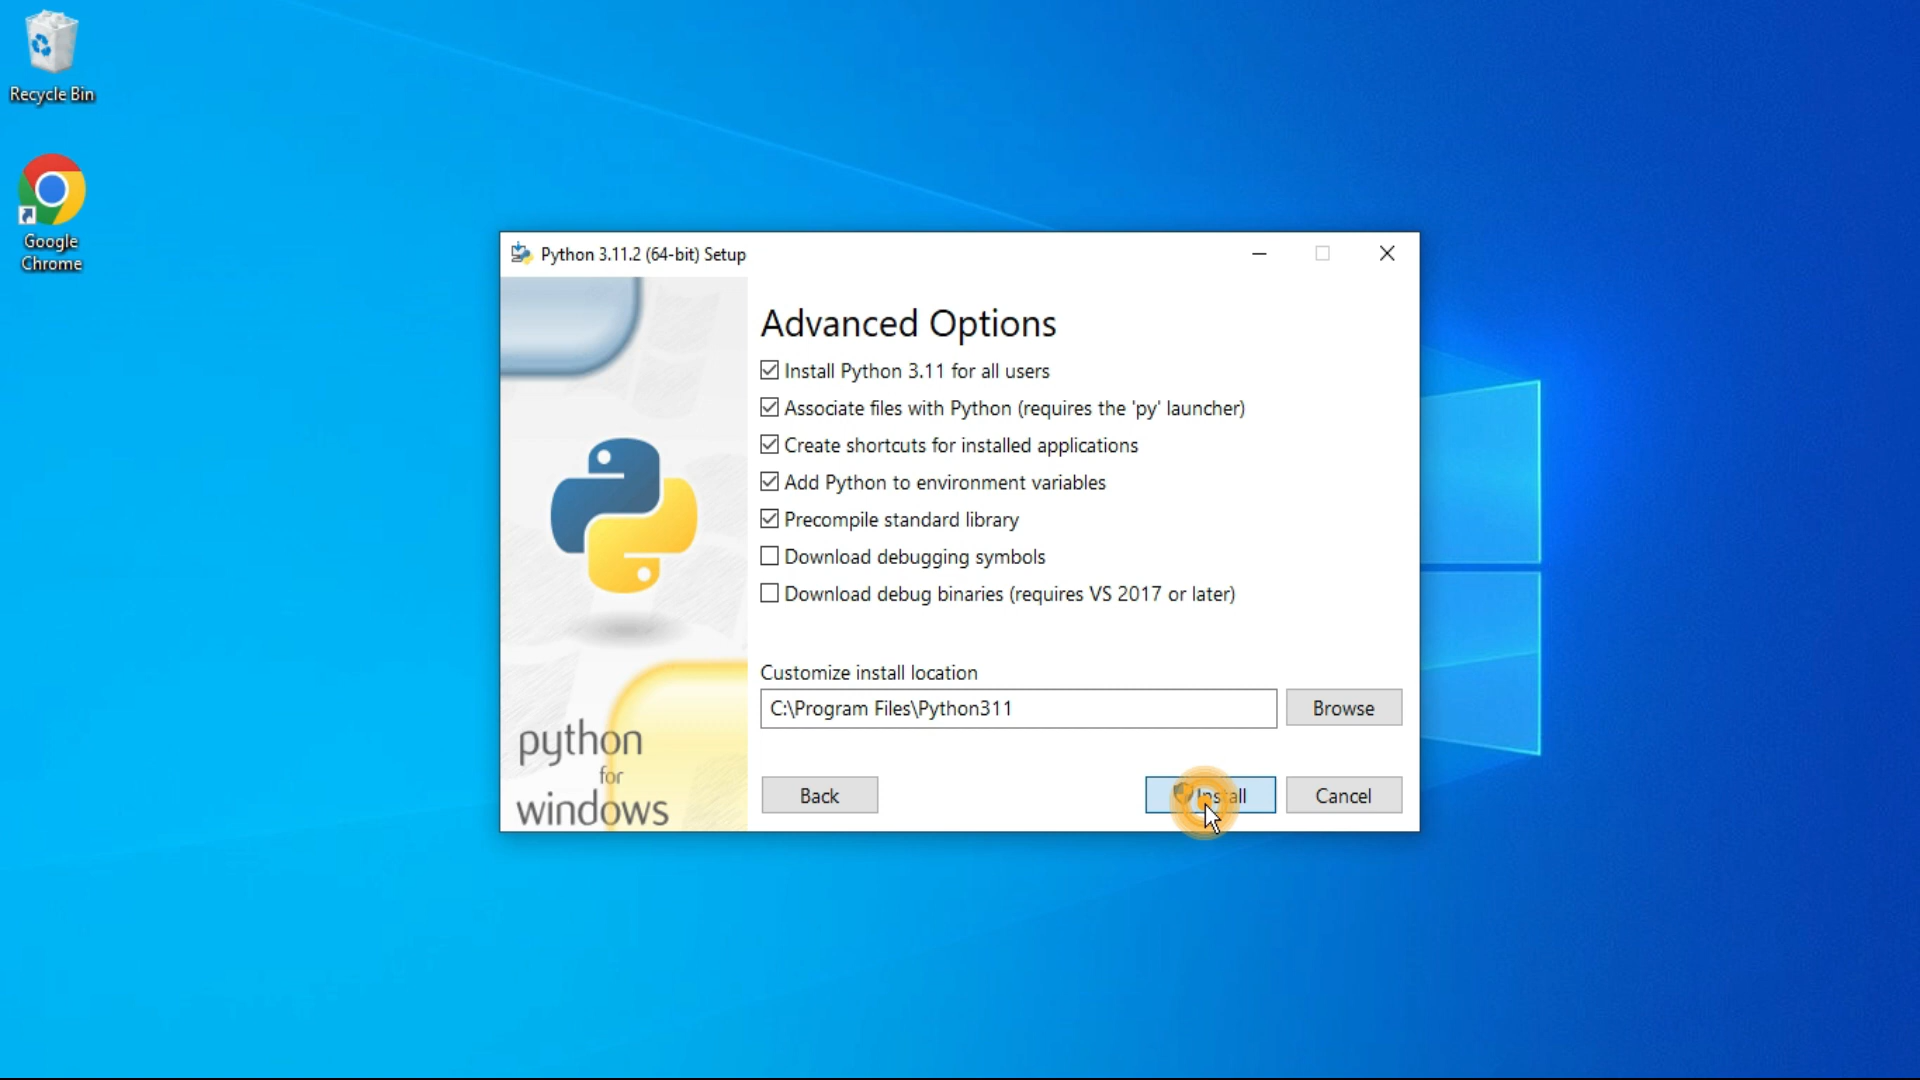 Recycle Bin
Google
Chrome
Python 3.11.2 (64-bit) Setup
Advanced Options
Install Python 3.11 for all users
Associate files with Python (requires the 'py' launcher)
Create shortcuts for installed applications
Add Python to environment variables
Precompile standard library
Download debugging symbols
Download debug binaries (requires VS 2017 or later)
Customize install location
C:\Program Files\Python311
Browse
python
for
windows
Back
Install
Cancel